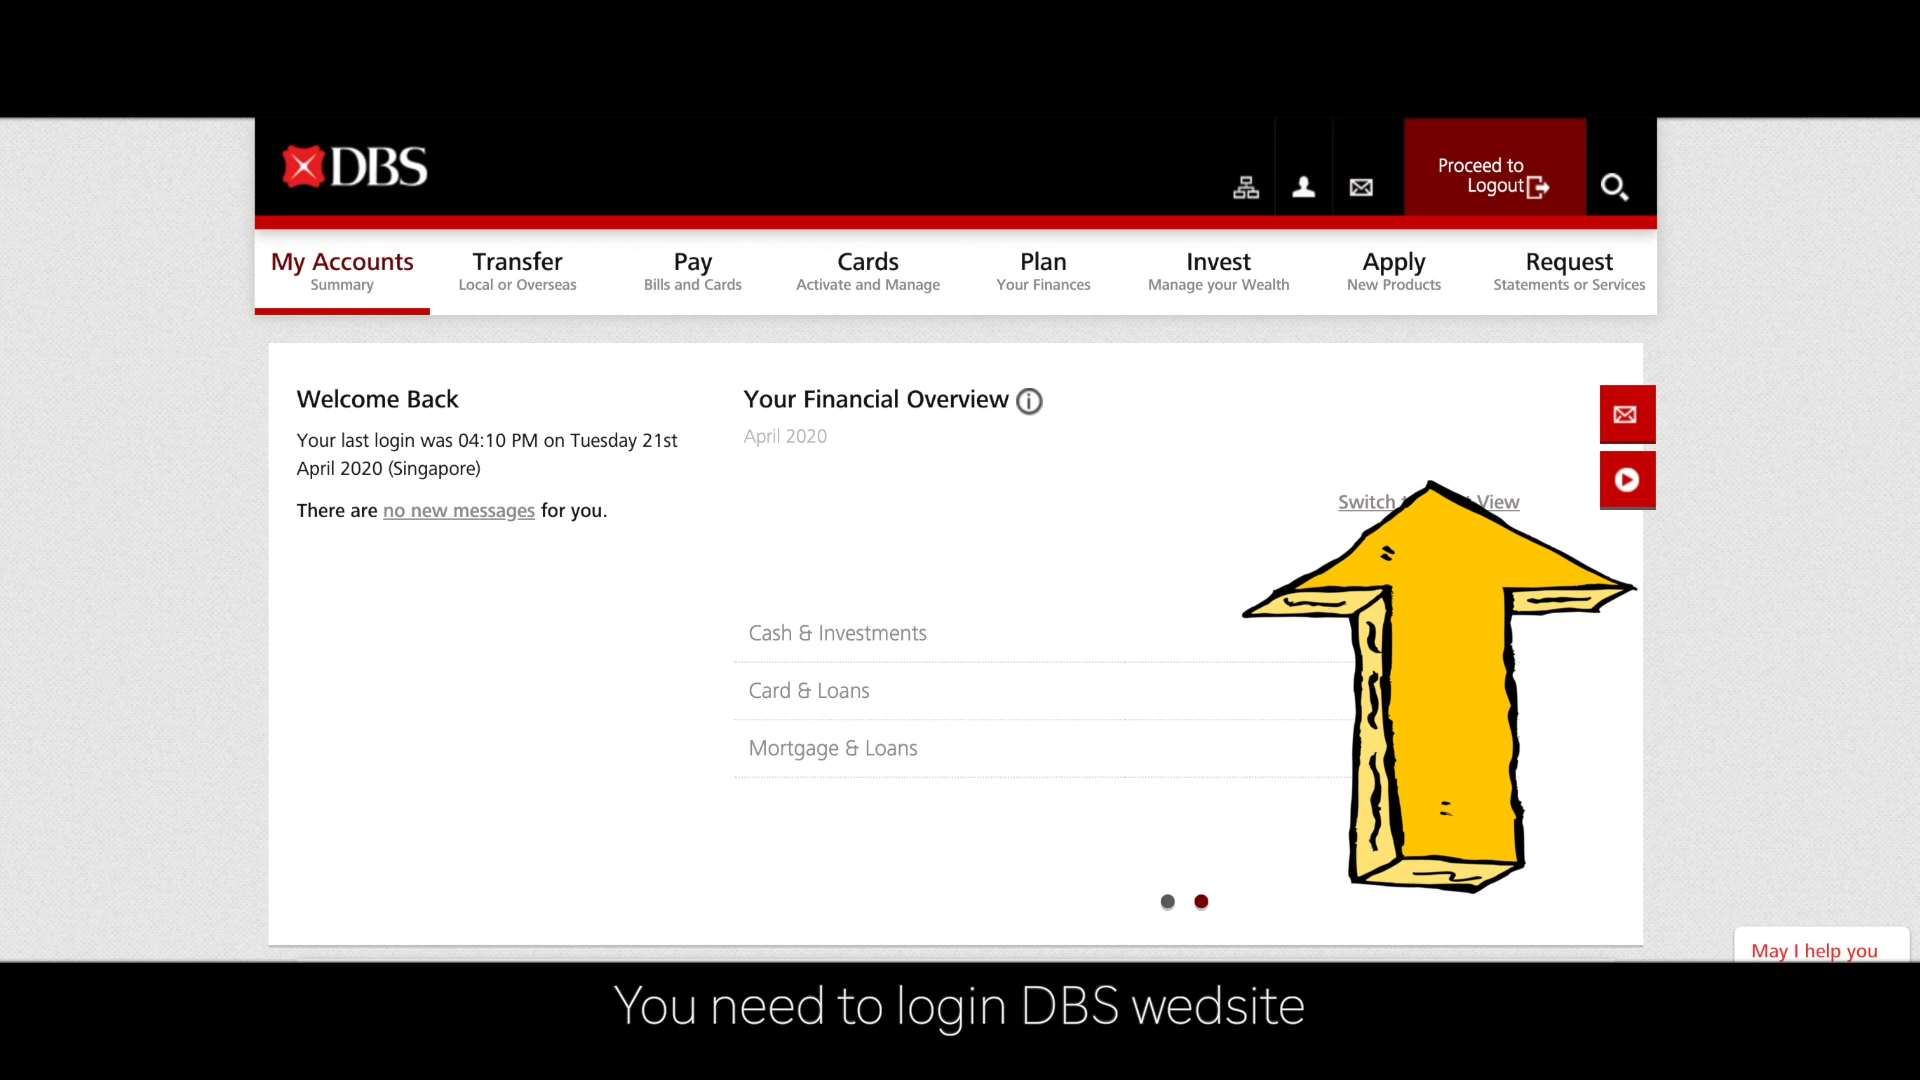 DBS
Proceed to
Logout
My Accounts
Summary
Transfer
Local or Overseas
Pay
Bills and Cards
Cards
Activate and Manage
Plan
Your Finances
Invest
Manage your Wealth
Apply
New Products
Request
Statements or Services
Welcome Back
Your last login was 04:10 PM on Tuesday 21st
April 2020 (Singapore)
There are no new messages for you.
Your Financial Overview
April 2020
Switch View
Cash & Investments
Card & Loans
Mortgage & Loans
May I help you
You need to login DBS wedsite